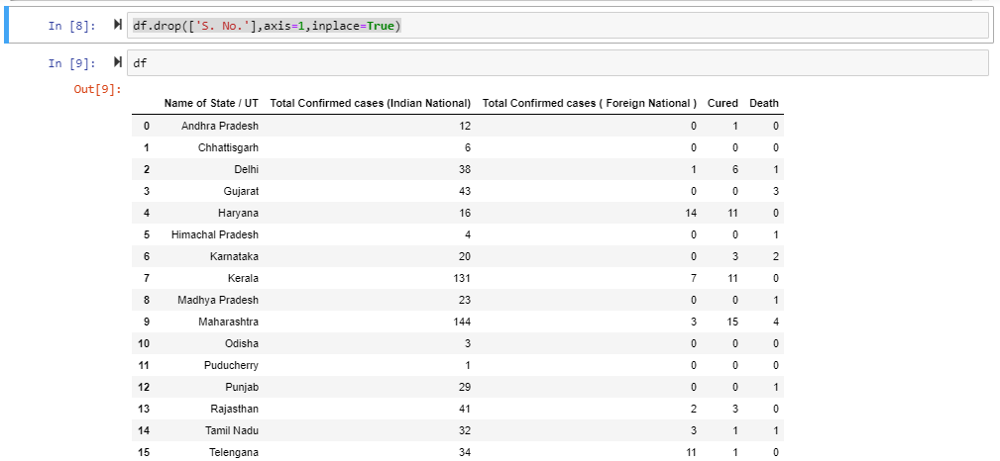 In [8]: df.drop(['S. No.'],axis=1,inplace=True)
In [9]: df
Out[9]:
Name of State / UT Total Confirmed cases (Indian National) Total Confirmed cases ( Foreign National ) Cured Death
0 Andhra Pradesh 12 0 1 0
1 Chhattisgarh 6 0 0 0
2 Delhi 38 1 6 1
3 Gujarat 43 0 0 3
4 Haryana 16 14 11 0
5 Himachal Pradesh 4 0 0 1
6 Karnataka 20 0 3 2
7 Kerala 131 7 11 0
8 Madhya Pradesh 23 0 0 1
9 Maharashtra 144 3 15 4
10 Odisha 3 0 0 0
11 Puducherry 1 0 0 0
12 Punjab 29 0 0 1
13 Rajasthan 41 2 3 0
14 Tamil Nadu 32 3 1 1
15 Telengana 34 11 1 0